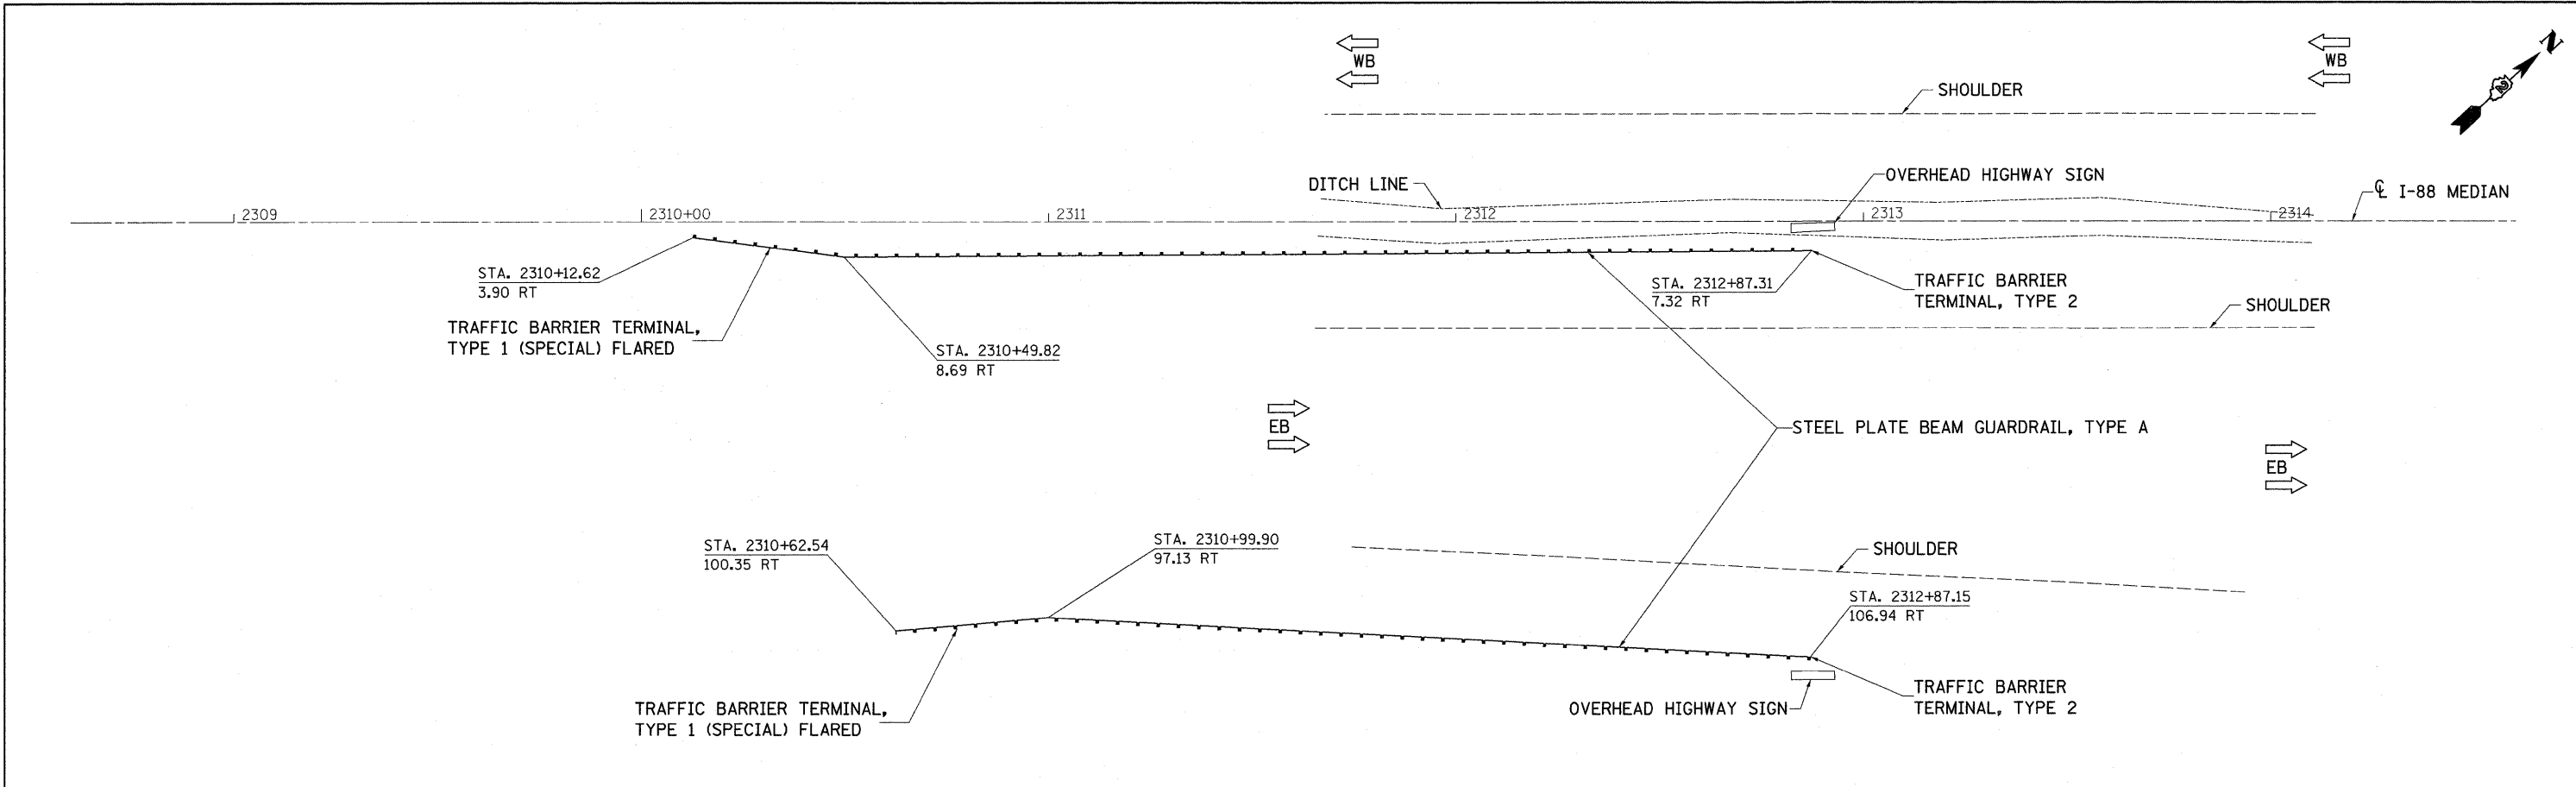 WB
WB
N
SHOULDER
OVERHEAD HIGHWAY SIGN
DITCH LINE
℄ I-88 MEDIAN
2309
2310+00
2311
2312
2313
2314
STA. 2310+12.62
3.90 RT
STA. 2312+87.31
7.32 RT
TRAFFIC BARRIER
TERMINAL, TYPE 2
SHOULDER
TRAFFIC BARRIER TERMINAL,
TYPE 1 (SPECIAL) FLARED
STA. 2310+49.82
8.69 RT
EB
STEEL PLATE BEAM GUARDRAIL, TYPE A
EB
STA. 2310+62.54
100.35 RT
STA. 2310+99.90
97.13 RT
SHOULDER
STA. 2312+87.15
106.94 RT
TRAFFIC BARRIER TERMINAL,
TYPE 1 (SPECIAL) FLARED
OVERHEAD HIGHWAY SIGN
TRAFFIC BARRIER
TERMINAL, TYPE 2